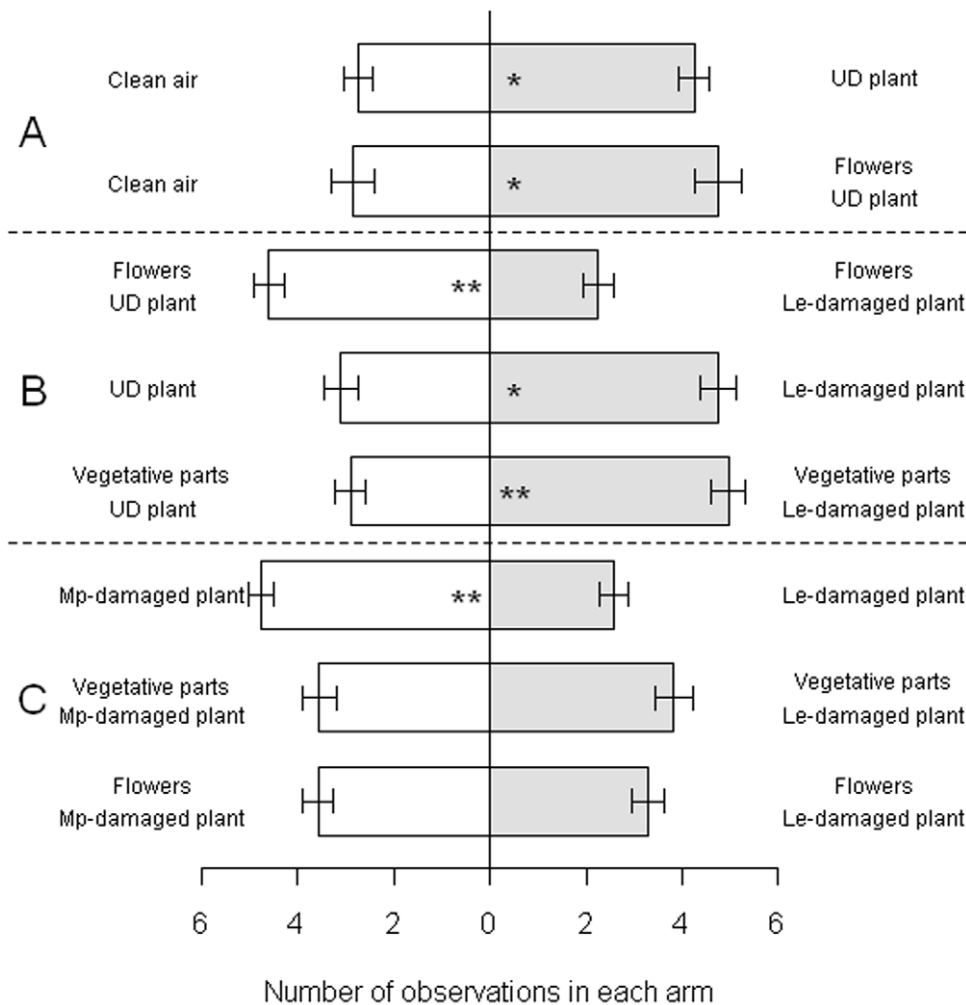 A
Clean air
*
UD plant
Clean air
*
Flowers
UD plant
B
Flowers
UD plant
**
Flowers
Le-damaged plant
UD plant
*
Le-damaged plant
Vegetative parts
UD plant
**
Vegetative parts
Le-damaged plant
C
Mp-damaged plant
**
Le-damaged plant
Vegetative parts
Mp-damaged plant
Vegetative parts
Le-damaged plant
Flowers
Mp-damaged plant
Flowers
Le-damaged plant
6 4 2 0 2 4 6
Number of observations in each arm